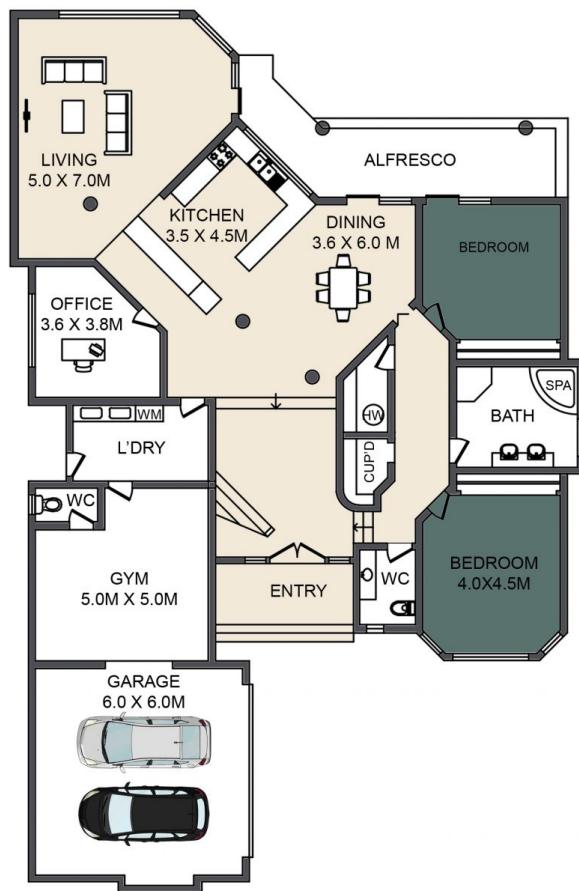 LIVING
5.0 X 7.0M
ALFRESCO
KITCHEN
3.5 X 4.5M
DINING
3.6 X 6.0 M
BEDROOM
OFFICE
3.6 X 3.8M
SPA
BATH
HW
WM
L'DRY
CUP'D
WC
GYM
5.0M X 5.0M
ENTRY
WC
BEDROOM
4.0X4.5M
GARAGE
6.0 X 6.0M